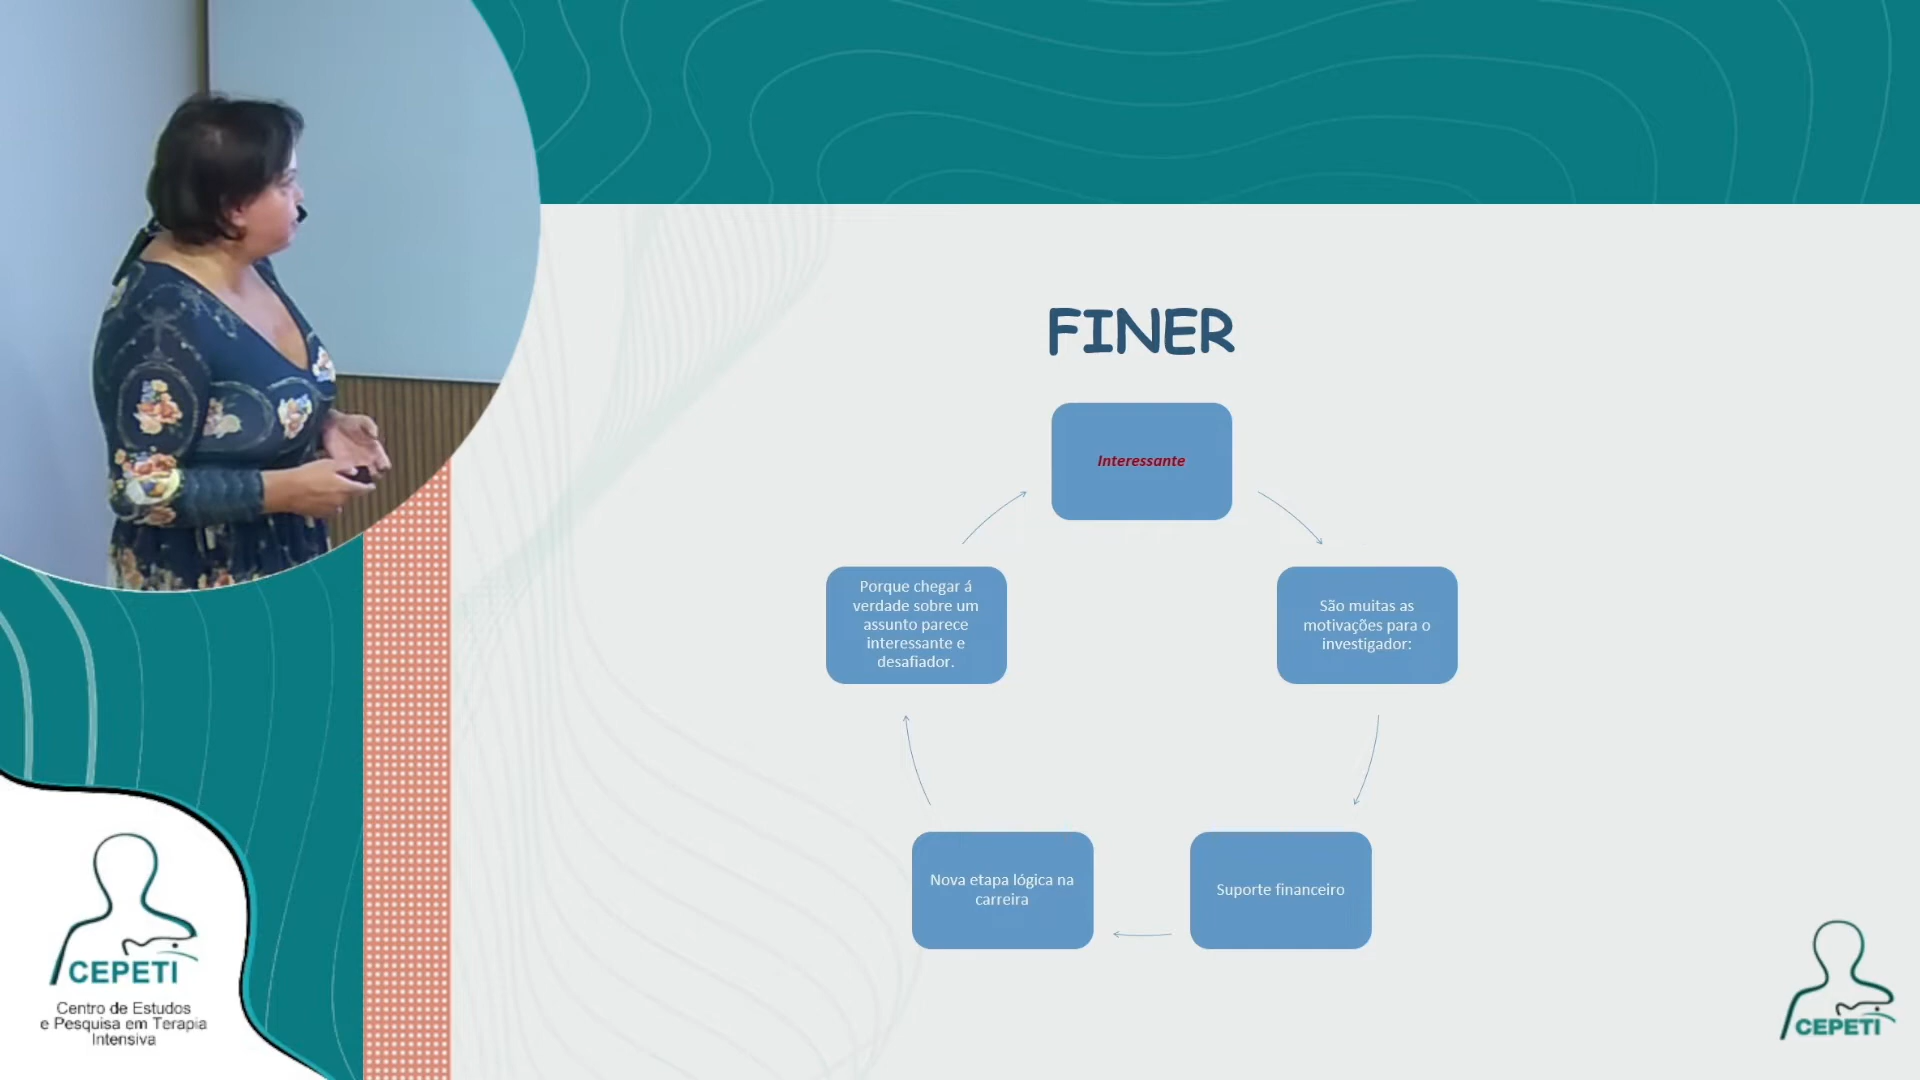 FINER
Interessante
São muitas as
motivações para o
investigador:
Suporte financeiro
Nova etapa lógica na
carreira
Porque chegar á
verdade sobre um
assunto parece
interessante e
desafiador.
CEPETI
Centro de Estudos
e Pesquisa em Terapia
Intensiva
CEPETI